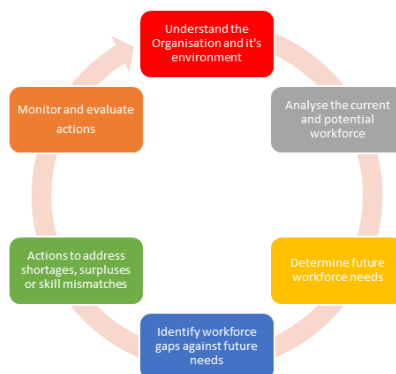 Understand the
Organisation and it's
environment
Analyse the current
and potential
workforce
Determine future
workforce needs
Identify workforce
gaps against future
needs
Actions to address
shortages, surpluses
or skill mismatches
Monitor and evaluate
actions